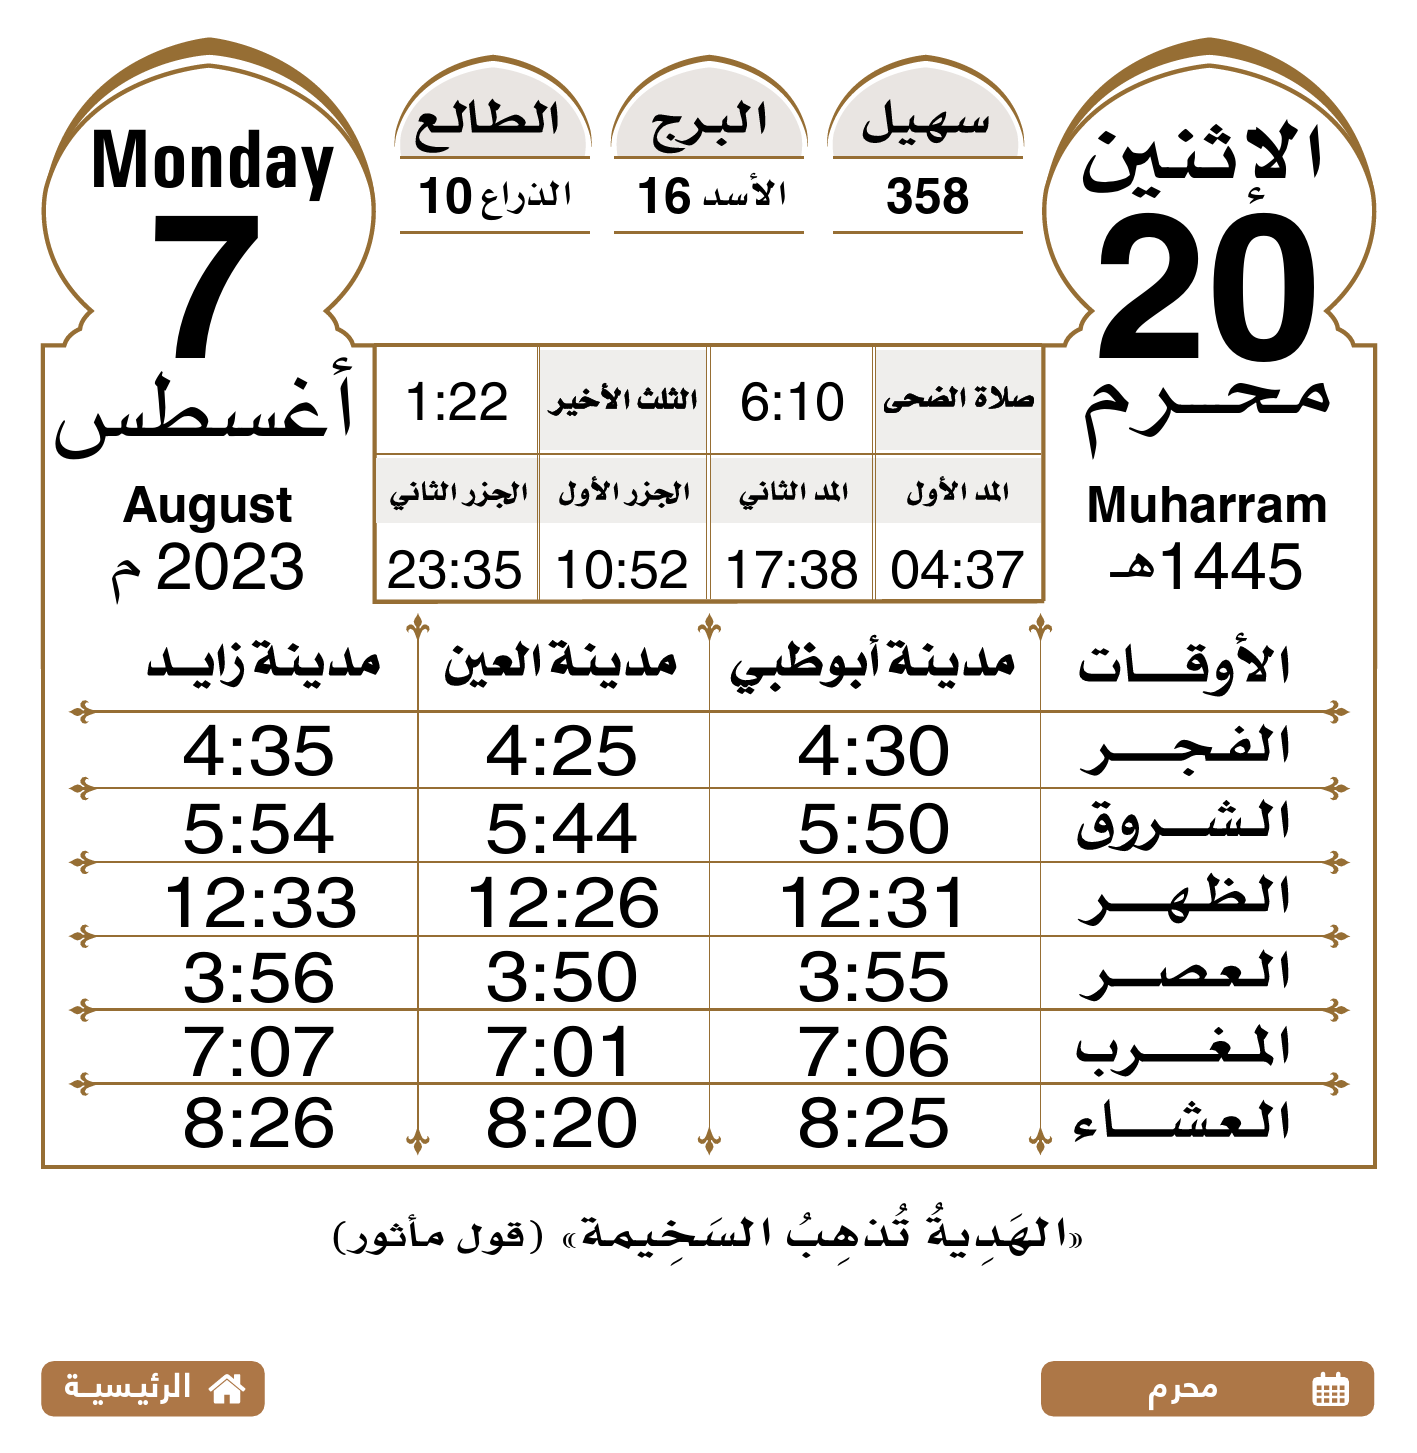 الإثنين
20
محرم
Muharram
1445هـ
سهيل
358
البرج
الأسد 16
الطالع
الذراع 10
Monday
7
أغسطس
August
2023 م
صلاة الضحى 6:10 الثلث الأخير 1:22
المد الأول المد الثاني الجزر الأول الجزر الثاني
04:37 17:38 10:52 23:35
الأوقات مدينة أبوظبي مدينة العين مدينة زايد
الفجر 4:30 4:25 4:35
الشروق 5:50 5:44 5:54
الظهر 12:31 12:26 12:33
العصر 3:55 3:50 3:56
المغرب 7:06 7:01 7:07
العشاء 8:25 8:20 8:26
«الهَدِيةُ تُذهِبُ السَخِيمة» (قول مأثور)
محرم
الرئيسية